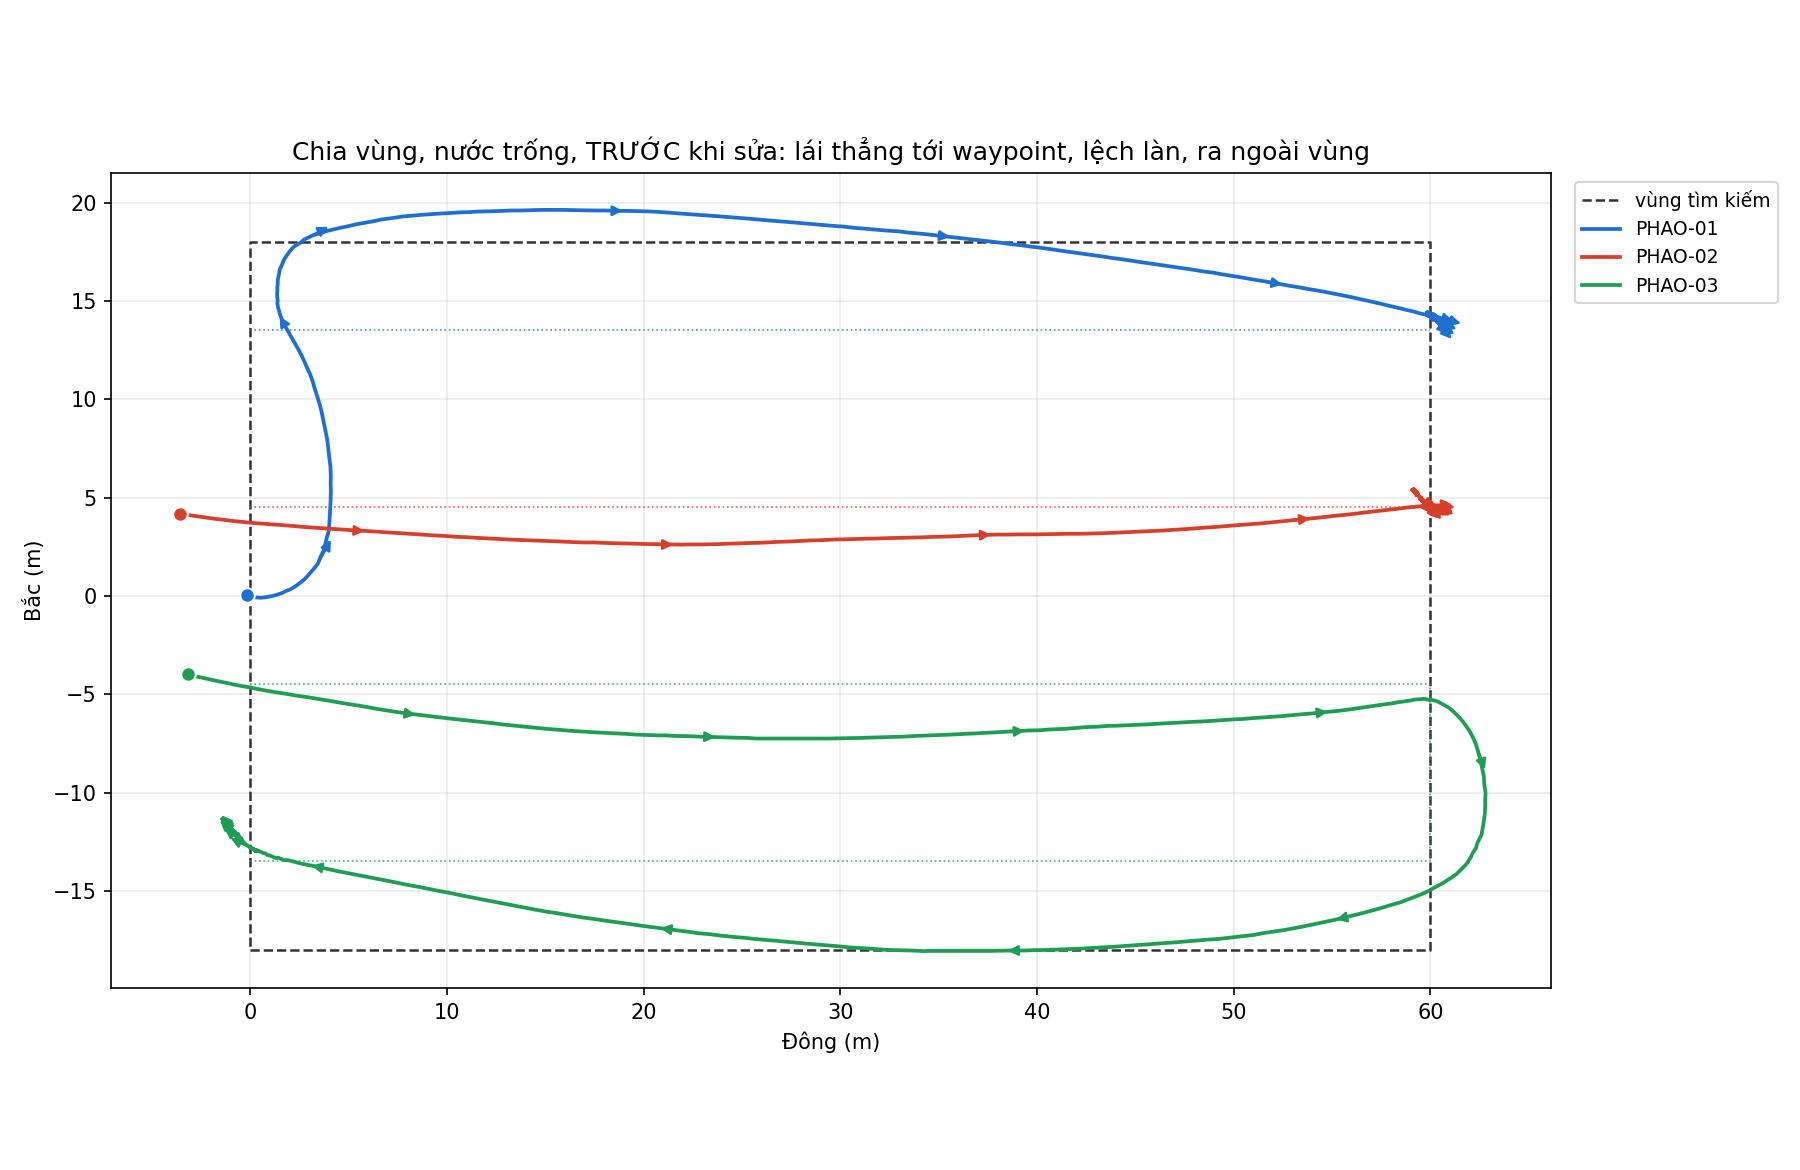 Chia vùng, nước trống, TRƯỚC khi sửa: lái thẳng tới waypoint, lệch làn, ra ngoài vùng
vùng tìm kiếm
PHAO-01
PHAO-02
PHAO-03
Bắc (m)
20
15
10
5
0
−5
−10
−15
0
10
20
30
40
50
60
Đông (m)